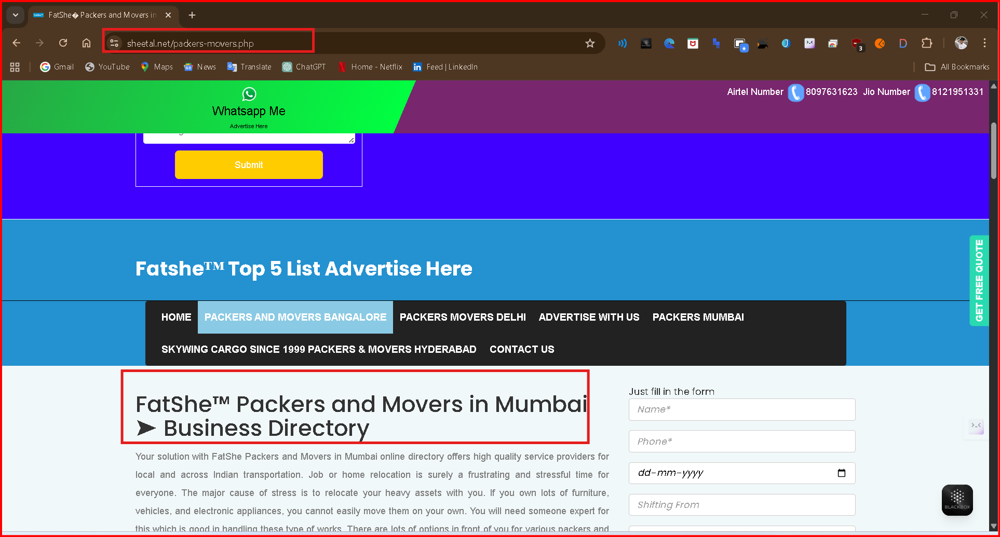 FatShe� Packers and Movers in
sheetal.net/packers-movers.php
3
Gmail
YouTube
Maps
News
Translate
ChatGPT
Home - Netflix
Feed | LinkedIn
All Bookmarks
Whatsapp Me
Advertise Here
Airtel Number 8097631623 Jio Number 8121951331
Submit
Fatshe™ Top 5 List Advertise Here
GET FREE QUOTE
HOME PACKERS AND MOVERS BANGALORE PACKERS MOVERS DELHI ADVERTISE WITH US PACKERS MUMBAI
SKYWING CARGO SINCE 1999 PACKERS & MOVERS HYDERABAD CONTACT US
FatShe™ Packers and Movers in Mumbai
➤ Business Directory
Your solution with FatShe Packers and Movers in Mumbai online directory offers high quality service providers for
local and across Indian transportation. Job or home relocation is surely a frustrating and stressful time for
everyone. The major cause of stress is to relocate your heavy assets with you. If you own lots of furniture,
vehicles, and electronic appliances, you cannot easily move them on your own. You will need someone expert for
this which is good in handling these type of works. There are lots of options in front of you for various packers and
Just fill in the form
Name*
Phone*
dd-mm-yyyy
Shifting From
BLACKBOX